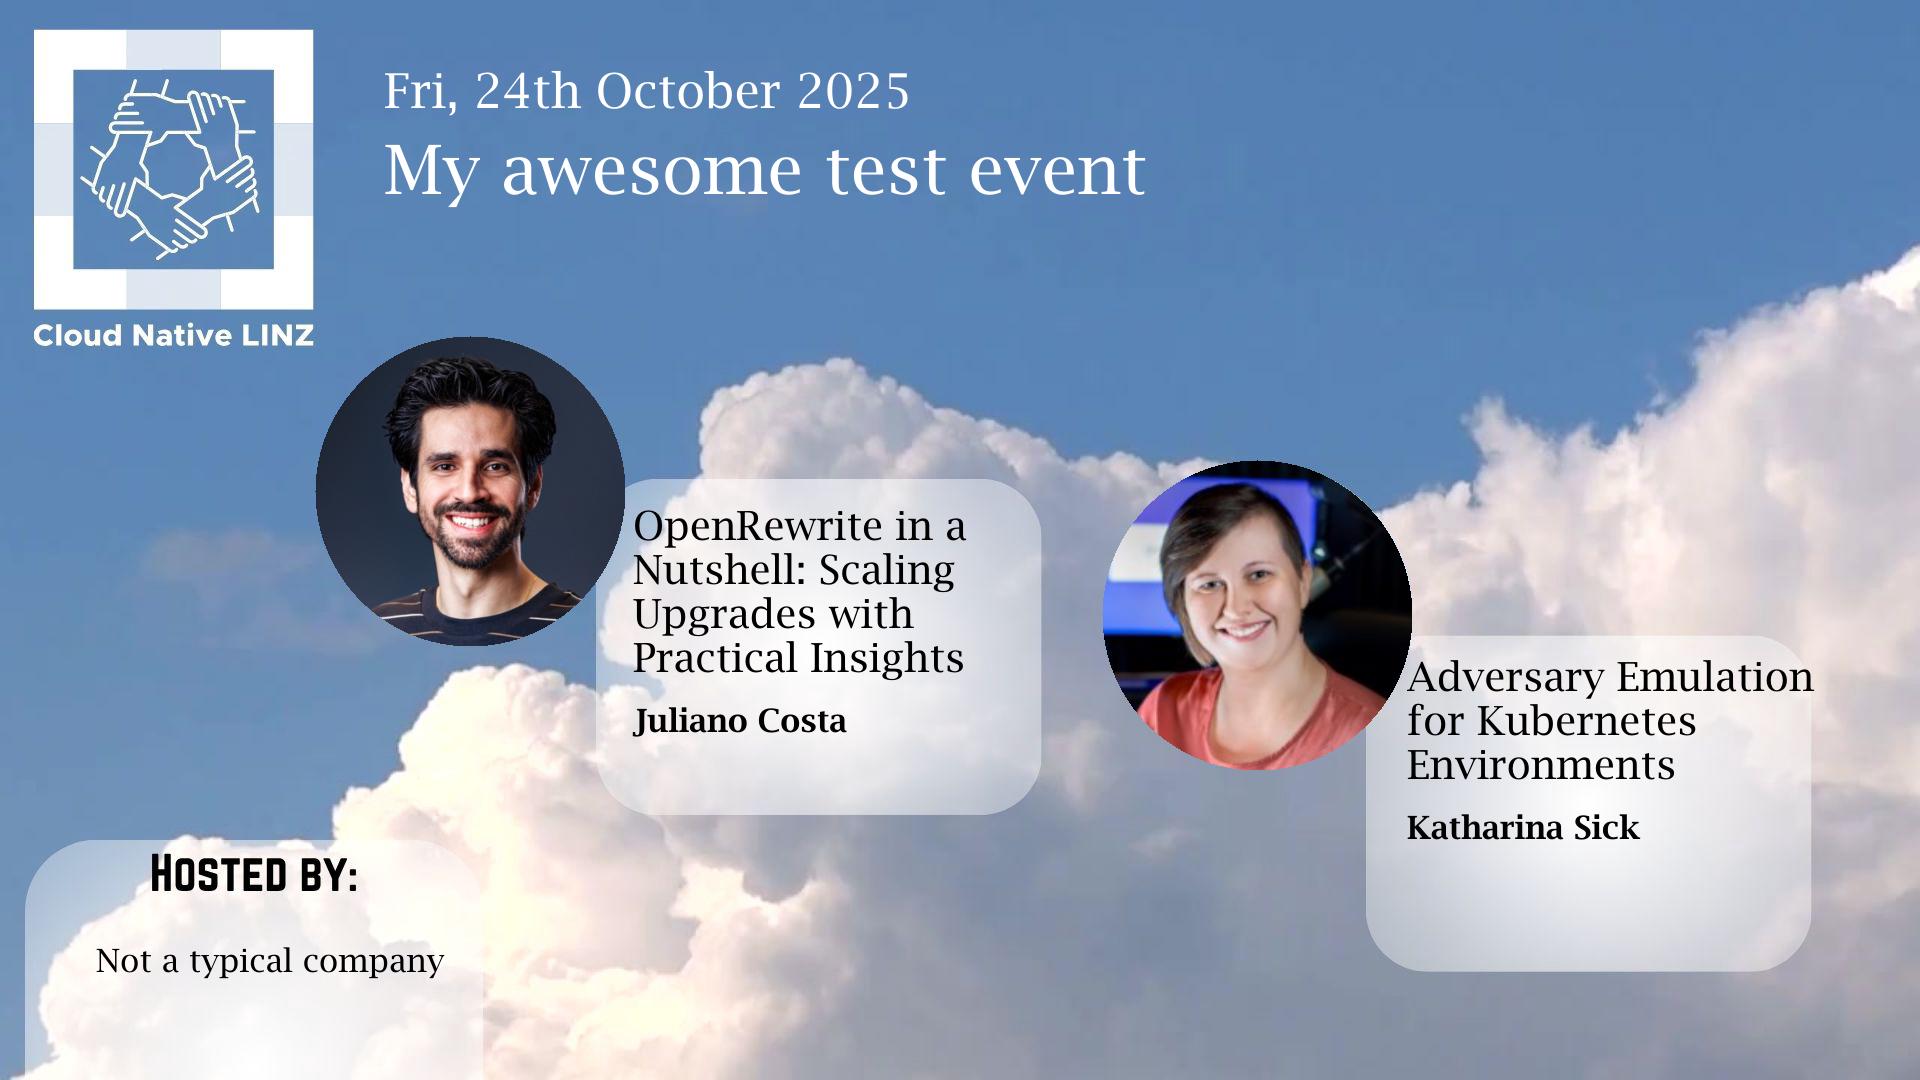 Fri, 24th October 2025
My awesome test event
Cloud Native LINZ
OpenRewrite in a
Nutshell: Scaling
Upgrades with
Practical Insights
Juliano Costa
Adversary Emulation
for Kubernetes
Environments
Katharina Sick
HOSTED BY:
Not a typical company